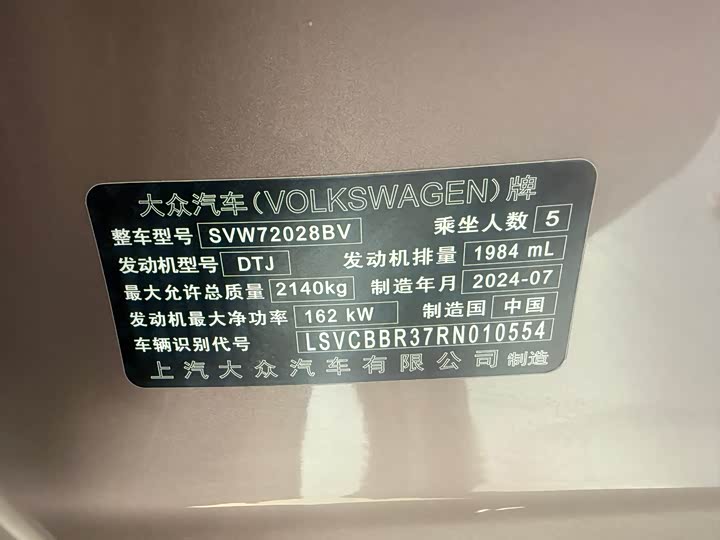 大众汽车(VOLKSWAGEN)牌
整车型号 SVW72028BV 乘坐人数 5
发动机型号 DTJ 发动机排量 1984 mL
最大允许总质量 2140kg 制造年月 2024-07
发动机最大净功率 162 kW 制造国 中国
车辆识别代号 LSVCBBR37RN010554
上汽大众汽车有限公司 制造